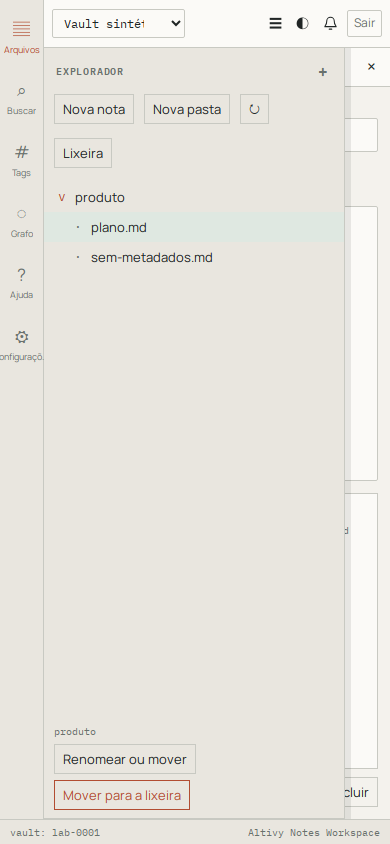 Vault sintét
Sair
Arquivos
EXPLORADOR
+
×
Nova nota
Nova pasta
Buscar
Lixeira
#
Tags
produto
plano.md
Grafo
sem-metadados.md
?
Ajuda
onfiguraçõ
d
produto
Renomear ou mover
Mover para a lixeira
cluir
vault: lab-0001
Altivy Notes Workspace